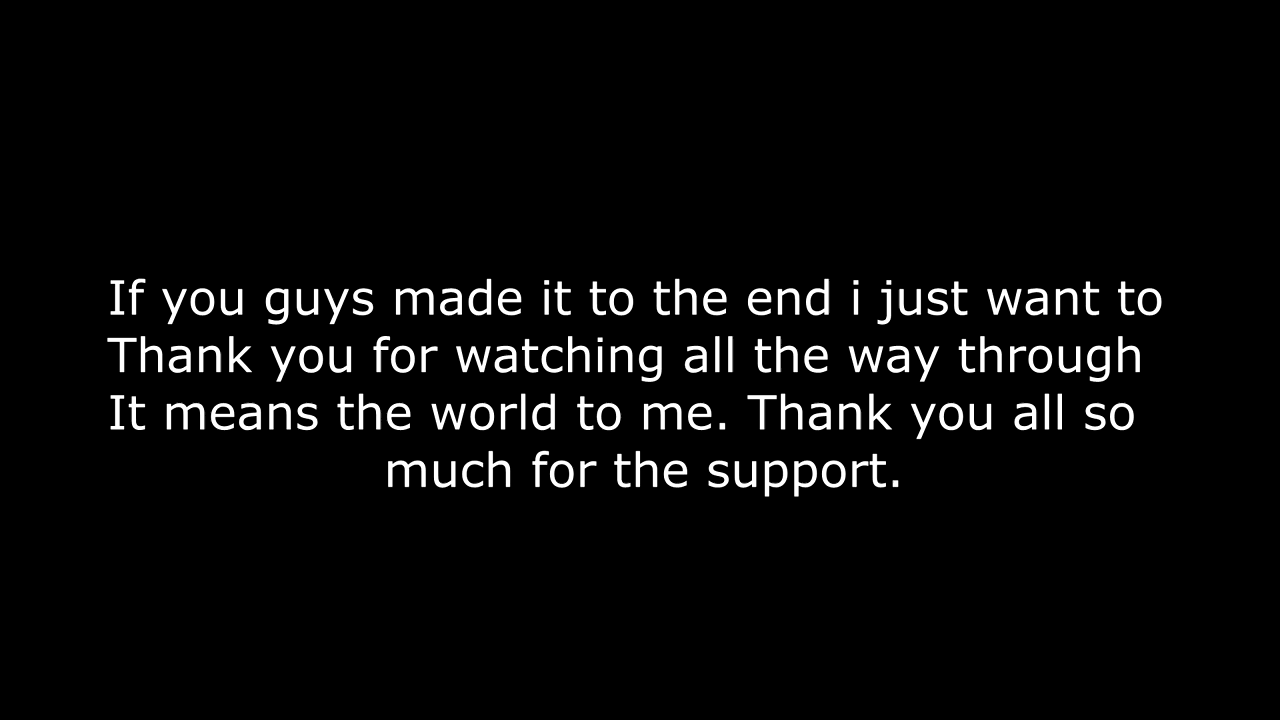 If you guys made it to the end i just want to
Thank you for watching all the way through
It means the world to me. Thank you all so
much for the support.